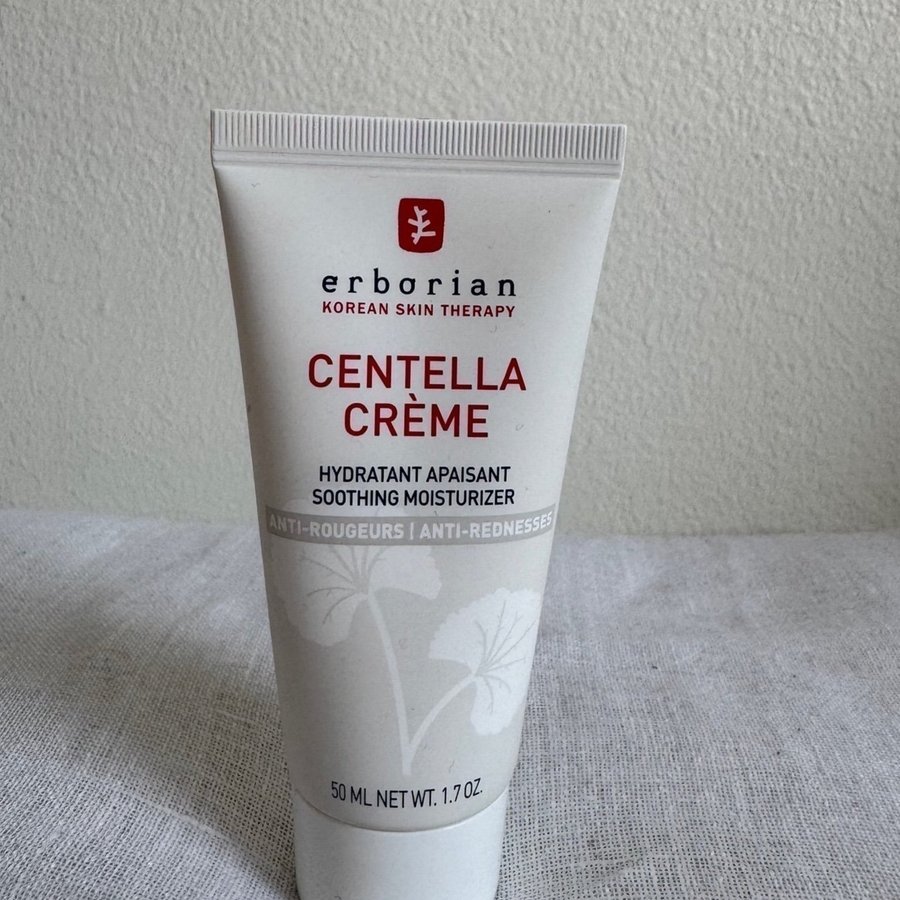 erborian
KOREAN SKIN THERAPY
CENTELLA
CRÈME
HYDRATANT APAISANT
SOOTHING MOISTURIZER
ANTI-ROUGEURS | ANTI-REDNESSES
50 ML NET WT. 1.7 OZ.